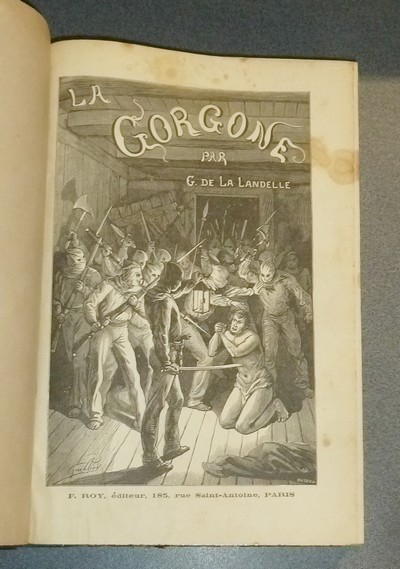 LA
GORGONE
PAR
G. DE LA LANDELLE
F. ROY, éditeur, 185, rue Saint-Antoine, PARIS